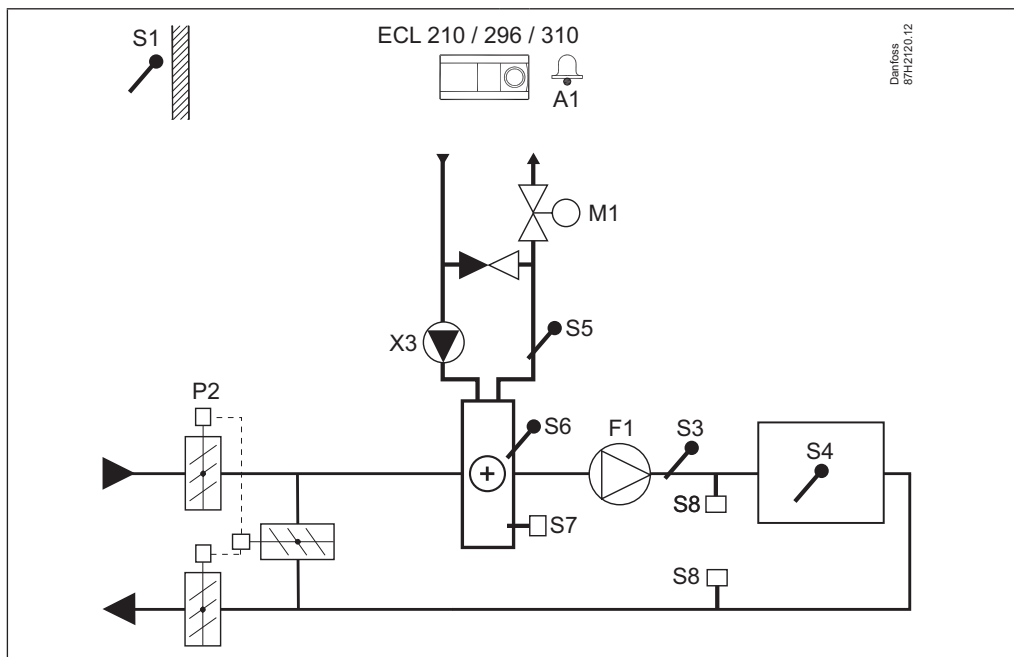 S1
ECL 210 / 296 / 310
A1
Danfoss
87H2120.12
M1
X3
S5
P2
S6
F1
S3
S4
S8
S7
S8